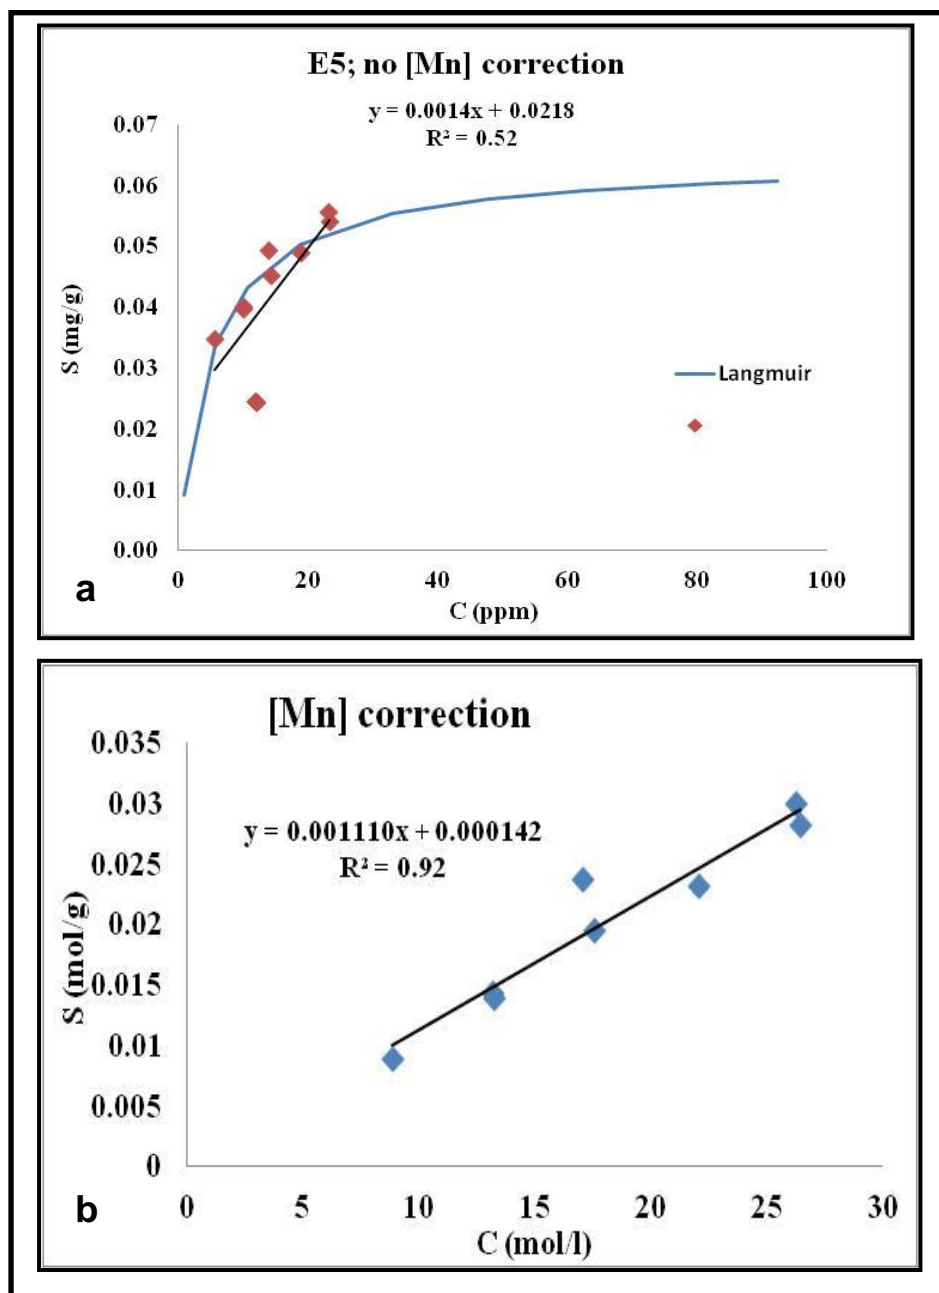 E5; no [Mn] correction
y = 0.0014x + 0.0218
R² = 0.52
0.07
0.06
0.05
0.04
0.03
0.02
0.01
0.00
S (mg/g)
Langmuir
0 20 40 60 80 100
C (ppm)
a
[Mn] correction
y = 0.001110x + 0.000142
R² = 0.92
0.035
0.03
0.025
0.02
0.015
0.01
0.005
0
S (mol/g)
0 5 10 15 20 25 30
C (mol/l)
b